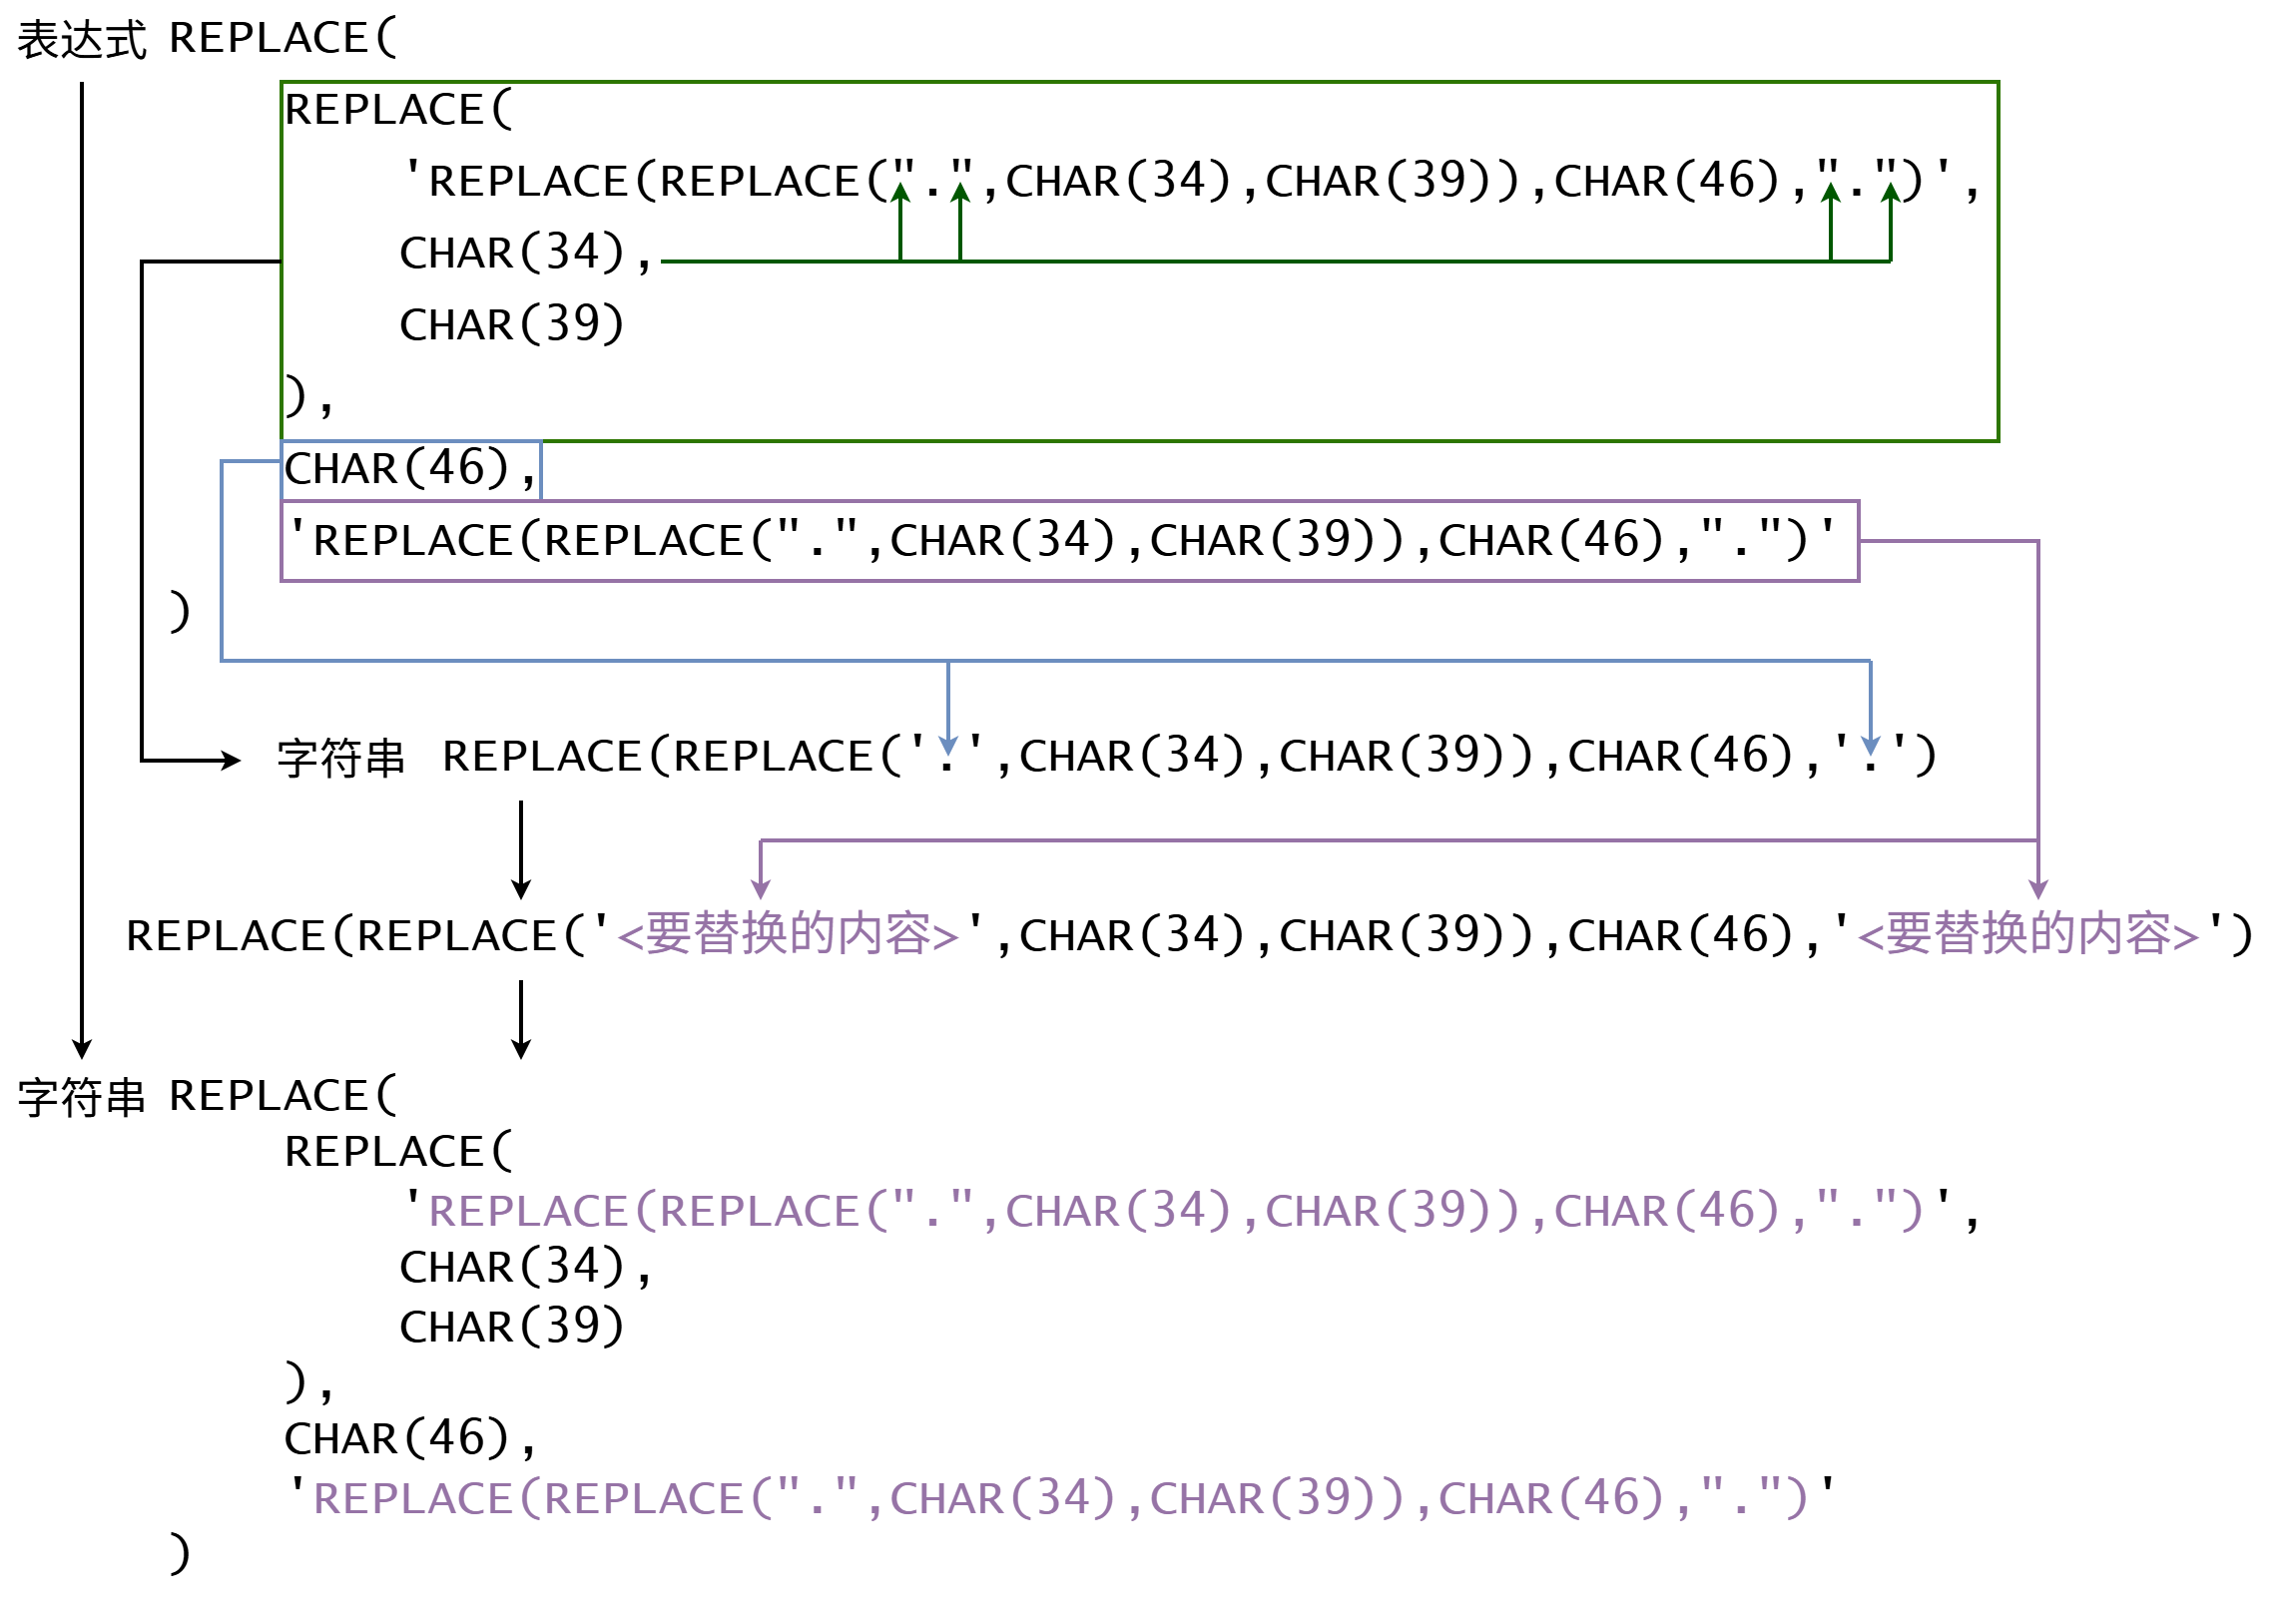 表达式 REPLACE(
REPLACE(
'REPLACE(REPLACE(".",CHAR(34),CHAR(39)),CHAR(46),".")',
CHAR(34),
CHAR(39)
),
CHAR(46),
'REPLACE(REPLACE(".",CHAR(34),CHAR(39)),CHAR(46),".")'
)
字符串 REPLACE(REPLACE('.',CHAR(34),CHAR(39)),CHAR(46),'.')
REPLACE(REPLACE('<要替换的内容>',CHAR(34),CHAR(39)),CHAR(46),'<要替换的内容>')
字符串 REPLACE(
REPLACE(
'REPLACE(REPLACE(".",CHAR(34),CHAR(39)),CHAR(46),".")',
CHAR(34),
CHAR(39)
),
CHAR(46),
'REPLACE(REPLACE(".",CHAR(34),CHAR(39)),CHAR(46),".")'
)